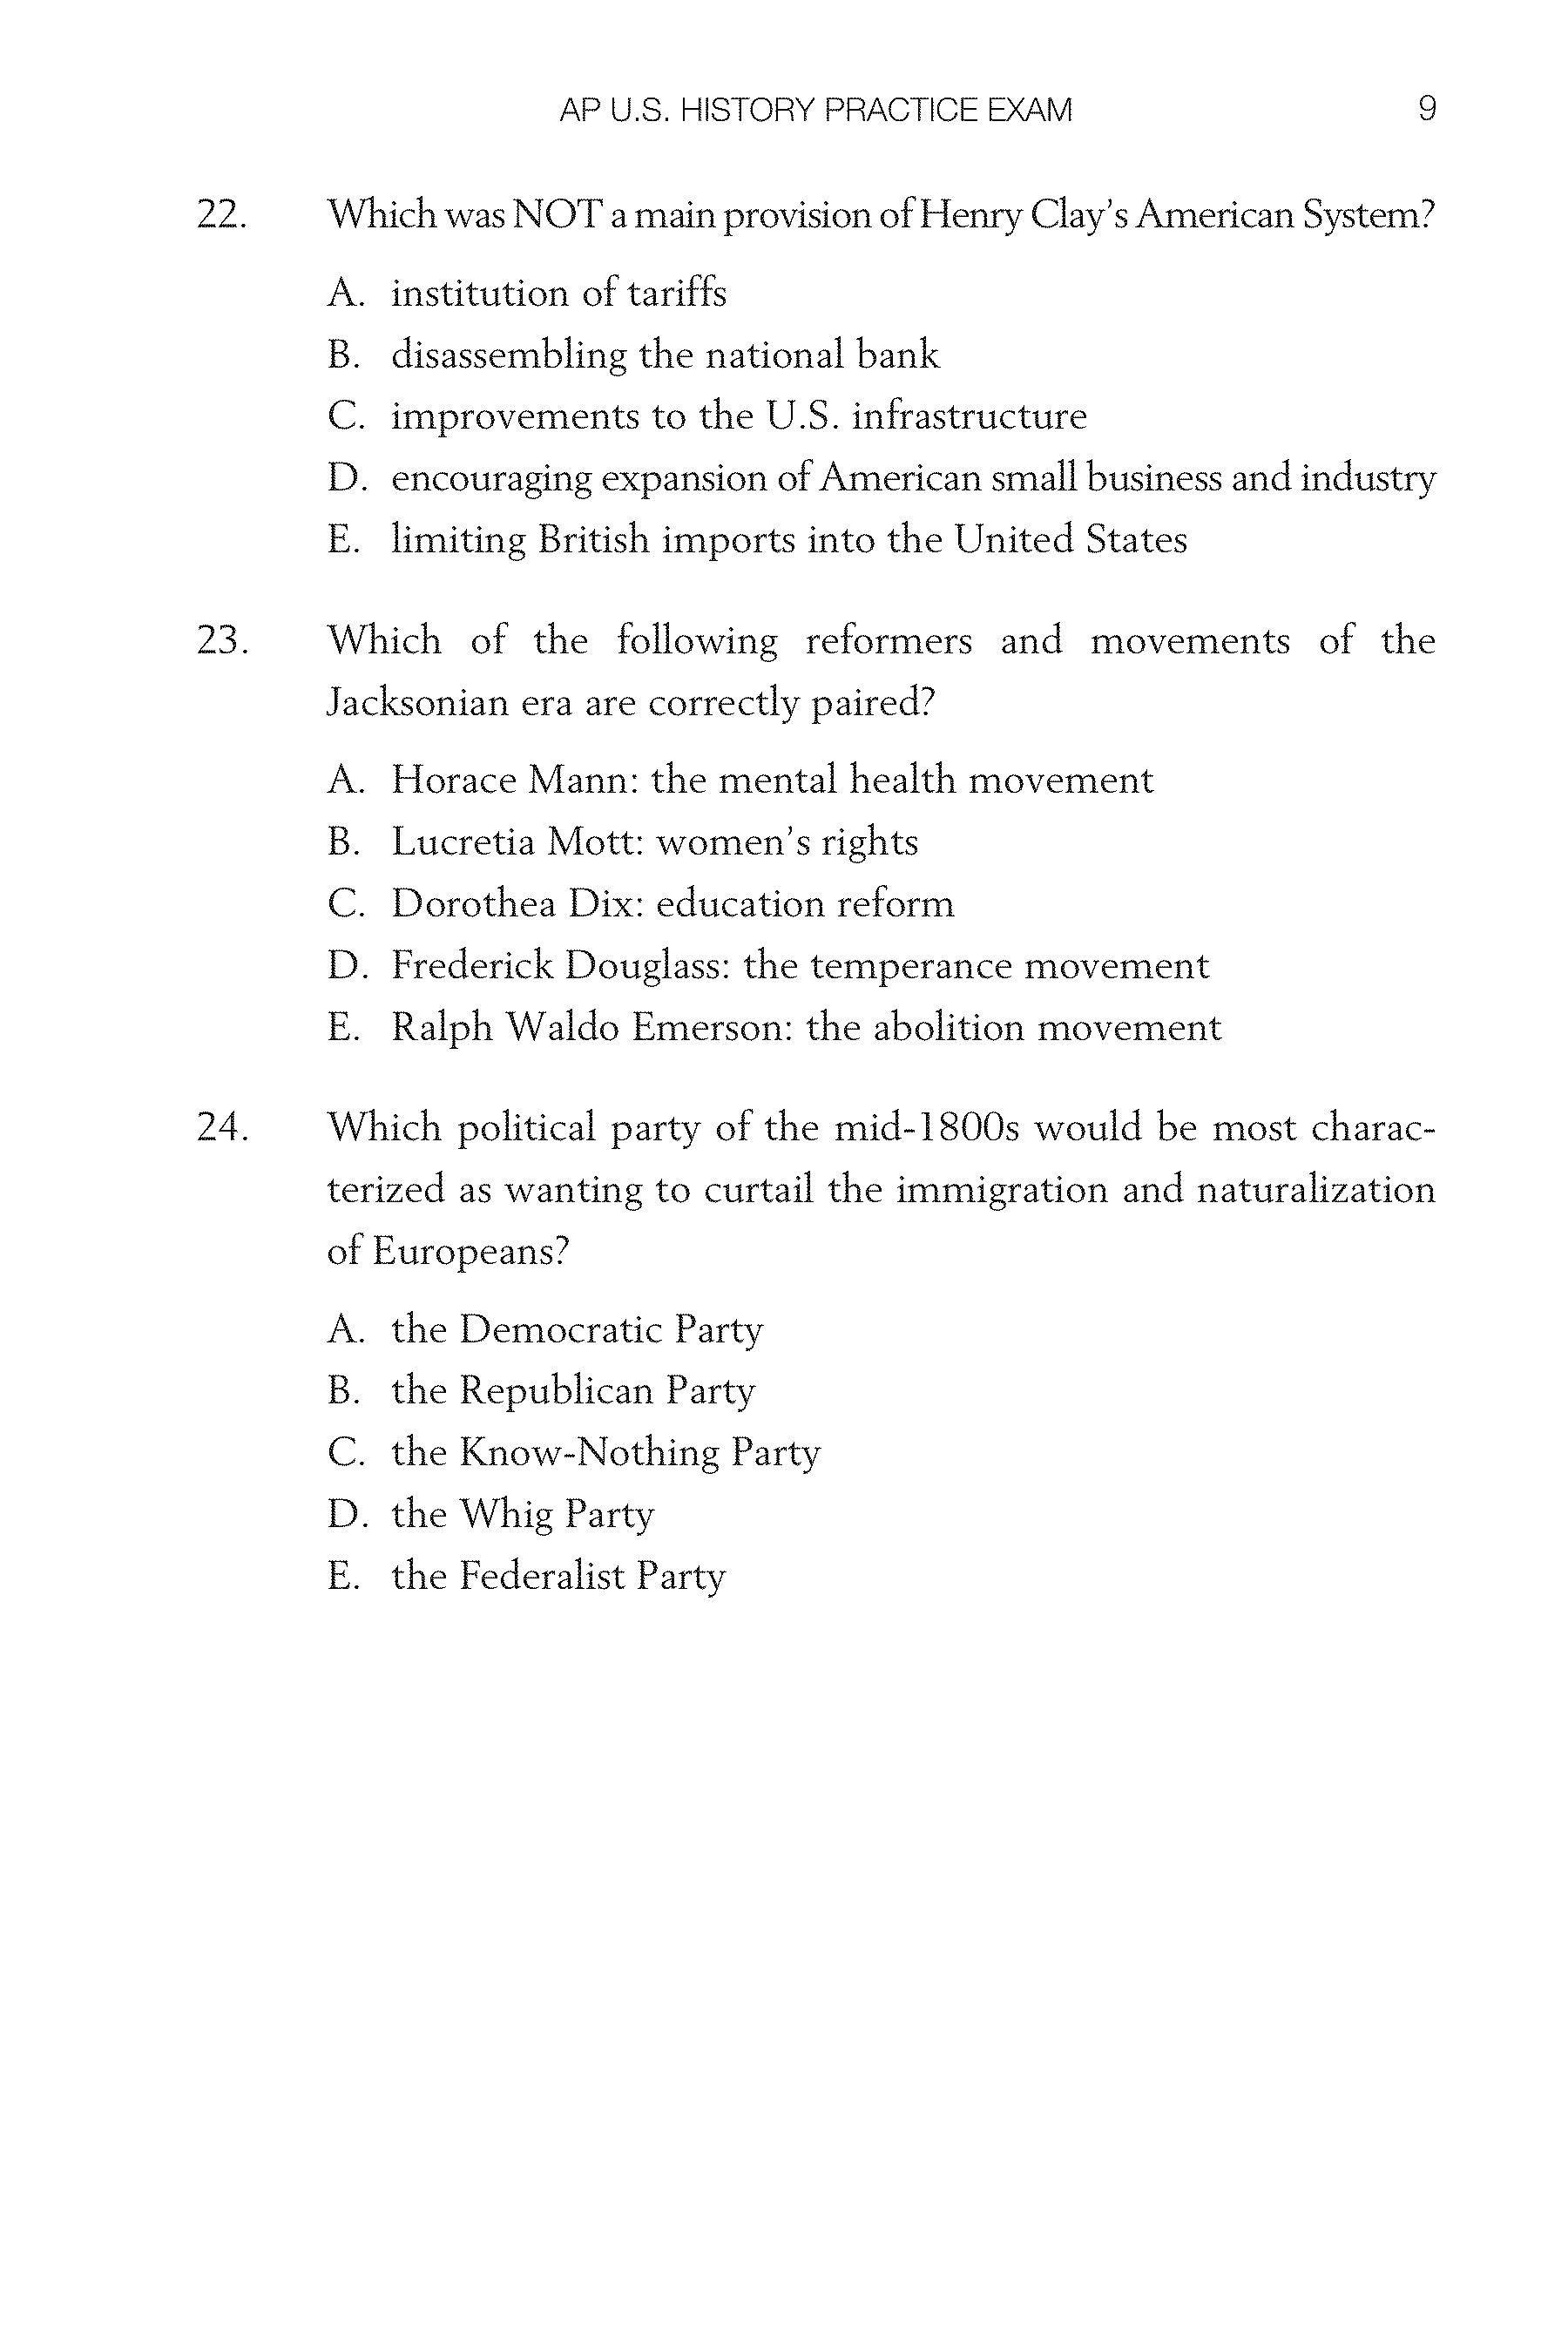 AP U.S. HISTORY PRACTICE EXAM 9
22. Which was NOT a main provision of Henry Clay’s American System?
A. institution of tariffs
B. disassembling the national bank
C. improvements to the U.S. infrastructure
D. encouraging expansion of American small business and industry
E. limiting British imports into the United States
23. Which of the following reformers and movements of the
Jacksonian era are correctly paired?
A. Horace Mann: the mental health movement
B. Lucretia Mott: women’s rights
C. Dorothea Dix: education reform
D. Frederick Douglass: the temperance movement
E. Ralph Waldo Emerson: the abolition movement
24. Which political party of the mid-1800s would be most charac-
terized as wanting to curtail the immigration and naturalization
of Europeans?
A. the Democratic Party
B. the Republican Party
C. the Know-Nothing Party
D. the Whig Party
E. the Federalist Party